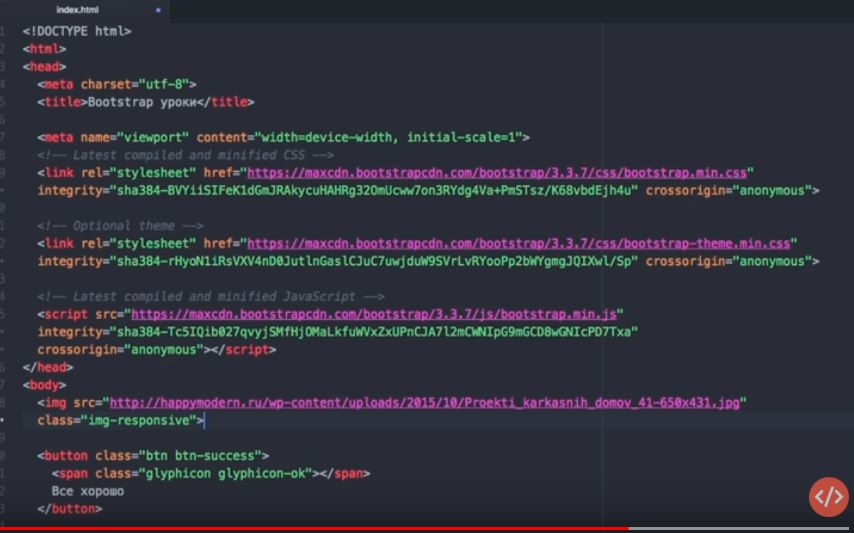 index.html
<!DOCTYPE html>
<html>
<head>
<meta charset="utf-8">
<title>Bootstrap уроки</title>
<meta name="viewport" content="width=device-width, initial-scale=1">
<!-- Latest compiled and minified CSS -->
<link rel="stylesheet" href="https://maxcdn.bootstrapcdn.com/bootstrap/3.3.7/css/bootstrap.min.css"
integrity="sha384-BVYiiSIFeK1dGmJRAkycuHAHRg32OmUcww7on3RYdg4Va+PmSTsz/K68vbdEjh4u" crossorigin="anonymous">
<!-- Optional theme -->
<link rel="stylesheet" href="https://maxcdn.bootstrapcdn.com/bootstrap/3.3.7/css/bootstrap-theme.min.css"
integrity="sha384-rHyoN1iRsVXV4nD0JutlnGaslCJuC7uwjduW9SVrLvRYooPp2bWYgmgJQIXwl/Sp" crossorigin="anonymous">
<!-- Latest compiled and minified JavaScript -->
<script src="https://maxcdn.bootstrapcdn.com/bootstrap/3.3.7/js/bootstrap.min.js"
integrity="sha384-Tc5IQib027qvyjSMfHjOMaLkfuWVxZxUPnCJA7l2mCWNIpG9mGCD8wGNIcPD7Txa"
crossorigin="anonymous"></script>
</head>
<body>
<img src="http://happymodern.ru/wp-content/uploads/2015/10/Proekti_karkasnih_domov_41-650x431.jpg"
class="img-responsive">
<button class="btn btn-success">
<span class="glyphicon glyphicon-ok"></span>
Все хорошо
</button>